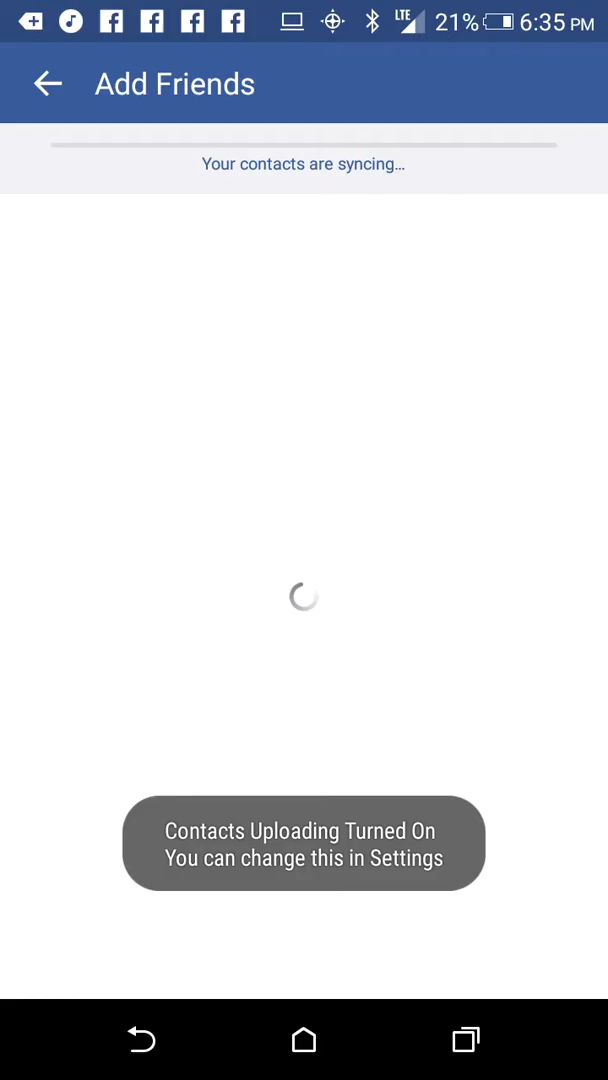 LTE 21% 6:35 PM
Add Friends
Your contacts are syncing...
Contacts Uploading Turned On
You can change this in Settings